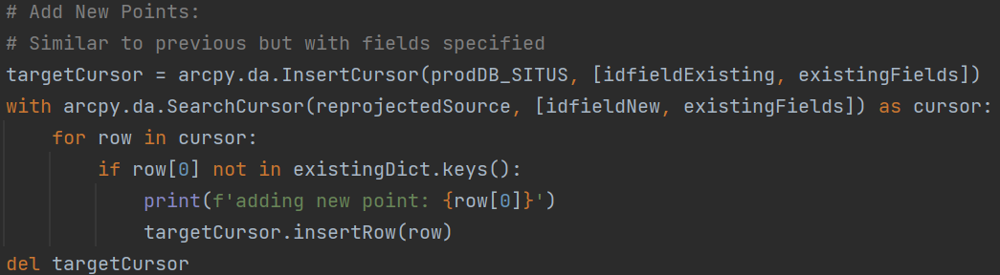 # Add New Points:
# Similar to previous but with fields specified
targetCursor = arcpy.da.InsertCursor(prodDB_SITUS, [idfieldExisting, existingFields])
with arcpy.da.SearchCursor(reprojectedSource, [idfieldNew, existingFields]) as cursor:
    for row in cursor:
        if row[0] not in existingDict.keys():
            print(f'adding new point: {row[0]}')
            targetCursor.insertRow(row)
del targetCursor